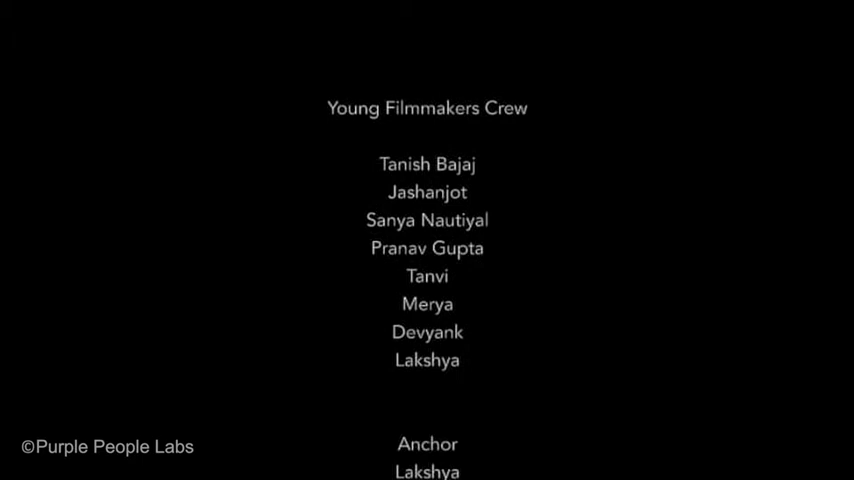 Young Filmmakers Crew
Tanish Bajaj
Jashanjot
Sanya Nautiyal
Pranav Gupta
Tanvi
Merya
Devyank
Lakshya
Anchor
Lakshya
©Purple People Labs